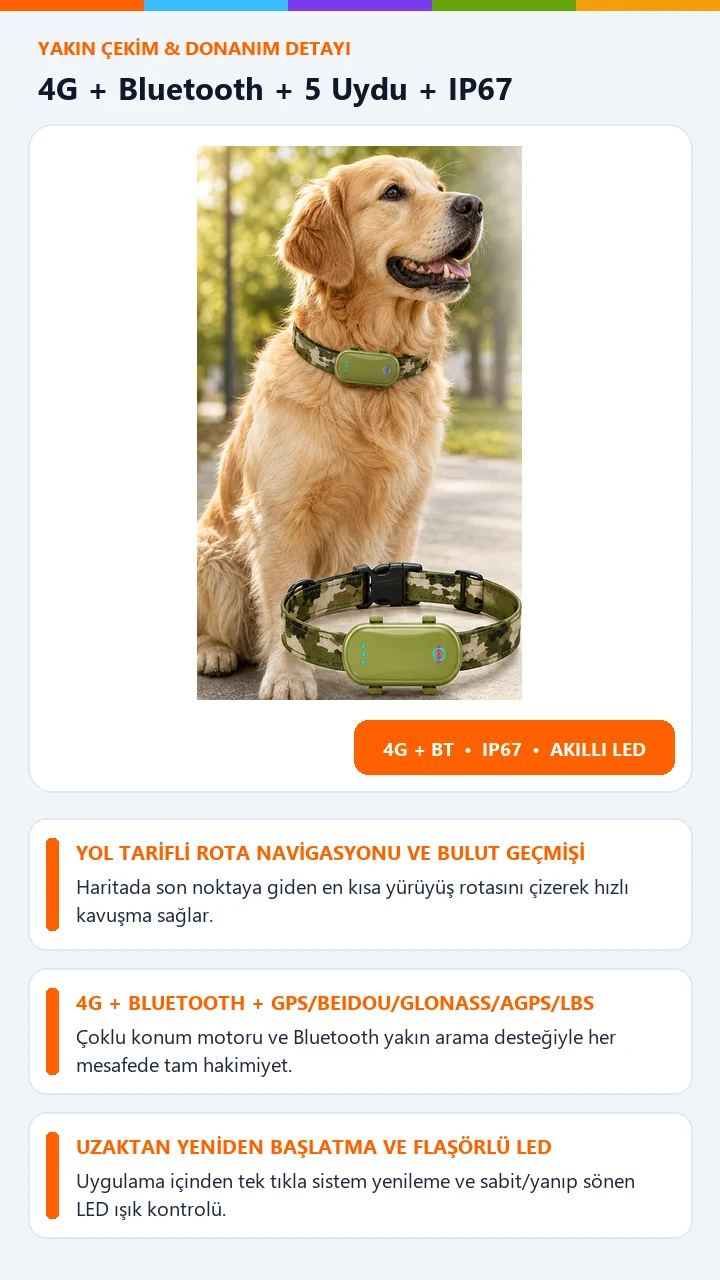 YAKIN ÇEKİM & DONANIM DETAYI
4G + Bluetooth + 5 Uydu + IP67
4G + BT • IP67 • AKILLI LED
YOL TARİFLİ ROTA NAVİGASYONU VE BULUT GEÇMİŞİ
Haritada son noktaya giden en kısa yürüyüş rotasını çizerek hızlı
kavuşma sağlar.
4G + BLUETOOTH + GPS/BEIDOU/GLONASS/AGPS/LBS
Çoklu konum motoru ve Bluetooth yakın arama desteğiyle her
mesafede tam hakimiyet.
UZAKTAN YENİDEN BAŞLATMA VE FLAŞÖRLÜ LED
Uygulama içinden tek tıkla sistem yenileme ve sabit/yanıp sönen
LED ışık kontrolü.